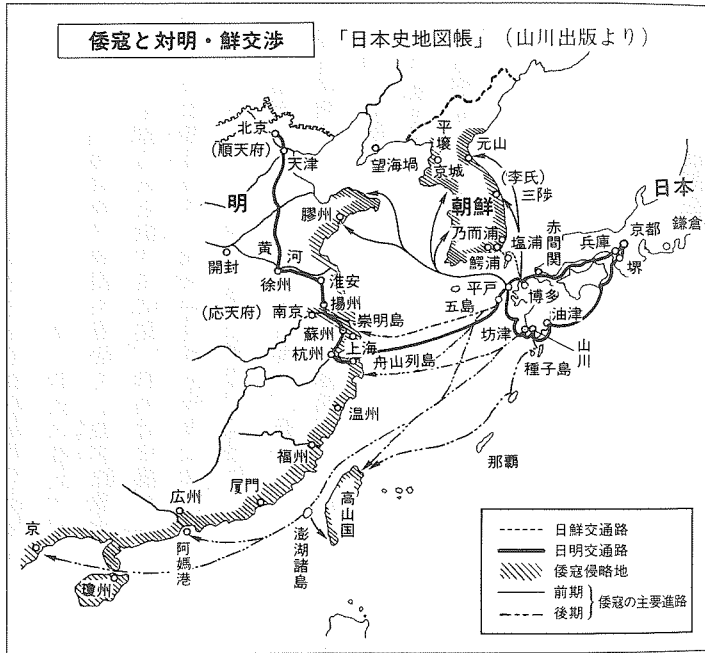 倭寇と対明・鮮交渉
「日本史地図帳」（山川出版より）
北京
（順天府）
天津
望海堝
平壌
京城
元山
（李氏）
三陟
朝鮮
日本
明
膠州
乃而浦
塩浦
赤間関
兵庫
京都
鎌倉
黄河
開封
徐州
淮安
薺浦
平戸
博多
堺
揚州
（応天府）
南京
崇明島
五島
油津
蘇州
上海
坊津
山川
杭州
舟山列島
種子島
温州
那覇
福州
厦門
高山国
広州
京
阿媽港
澎湖諸島
瓊州
日鮮交通路
日明交通路
倭寇侵略地
前期
後期
倭寇の主要進路